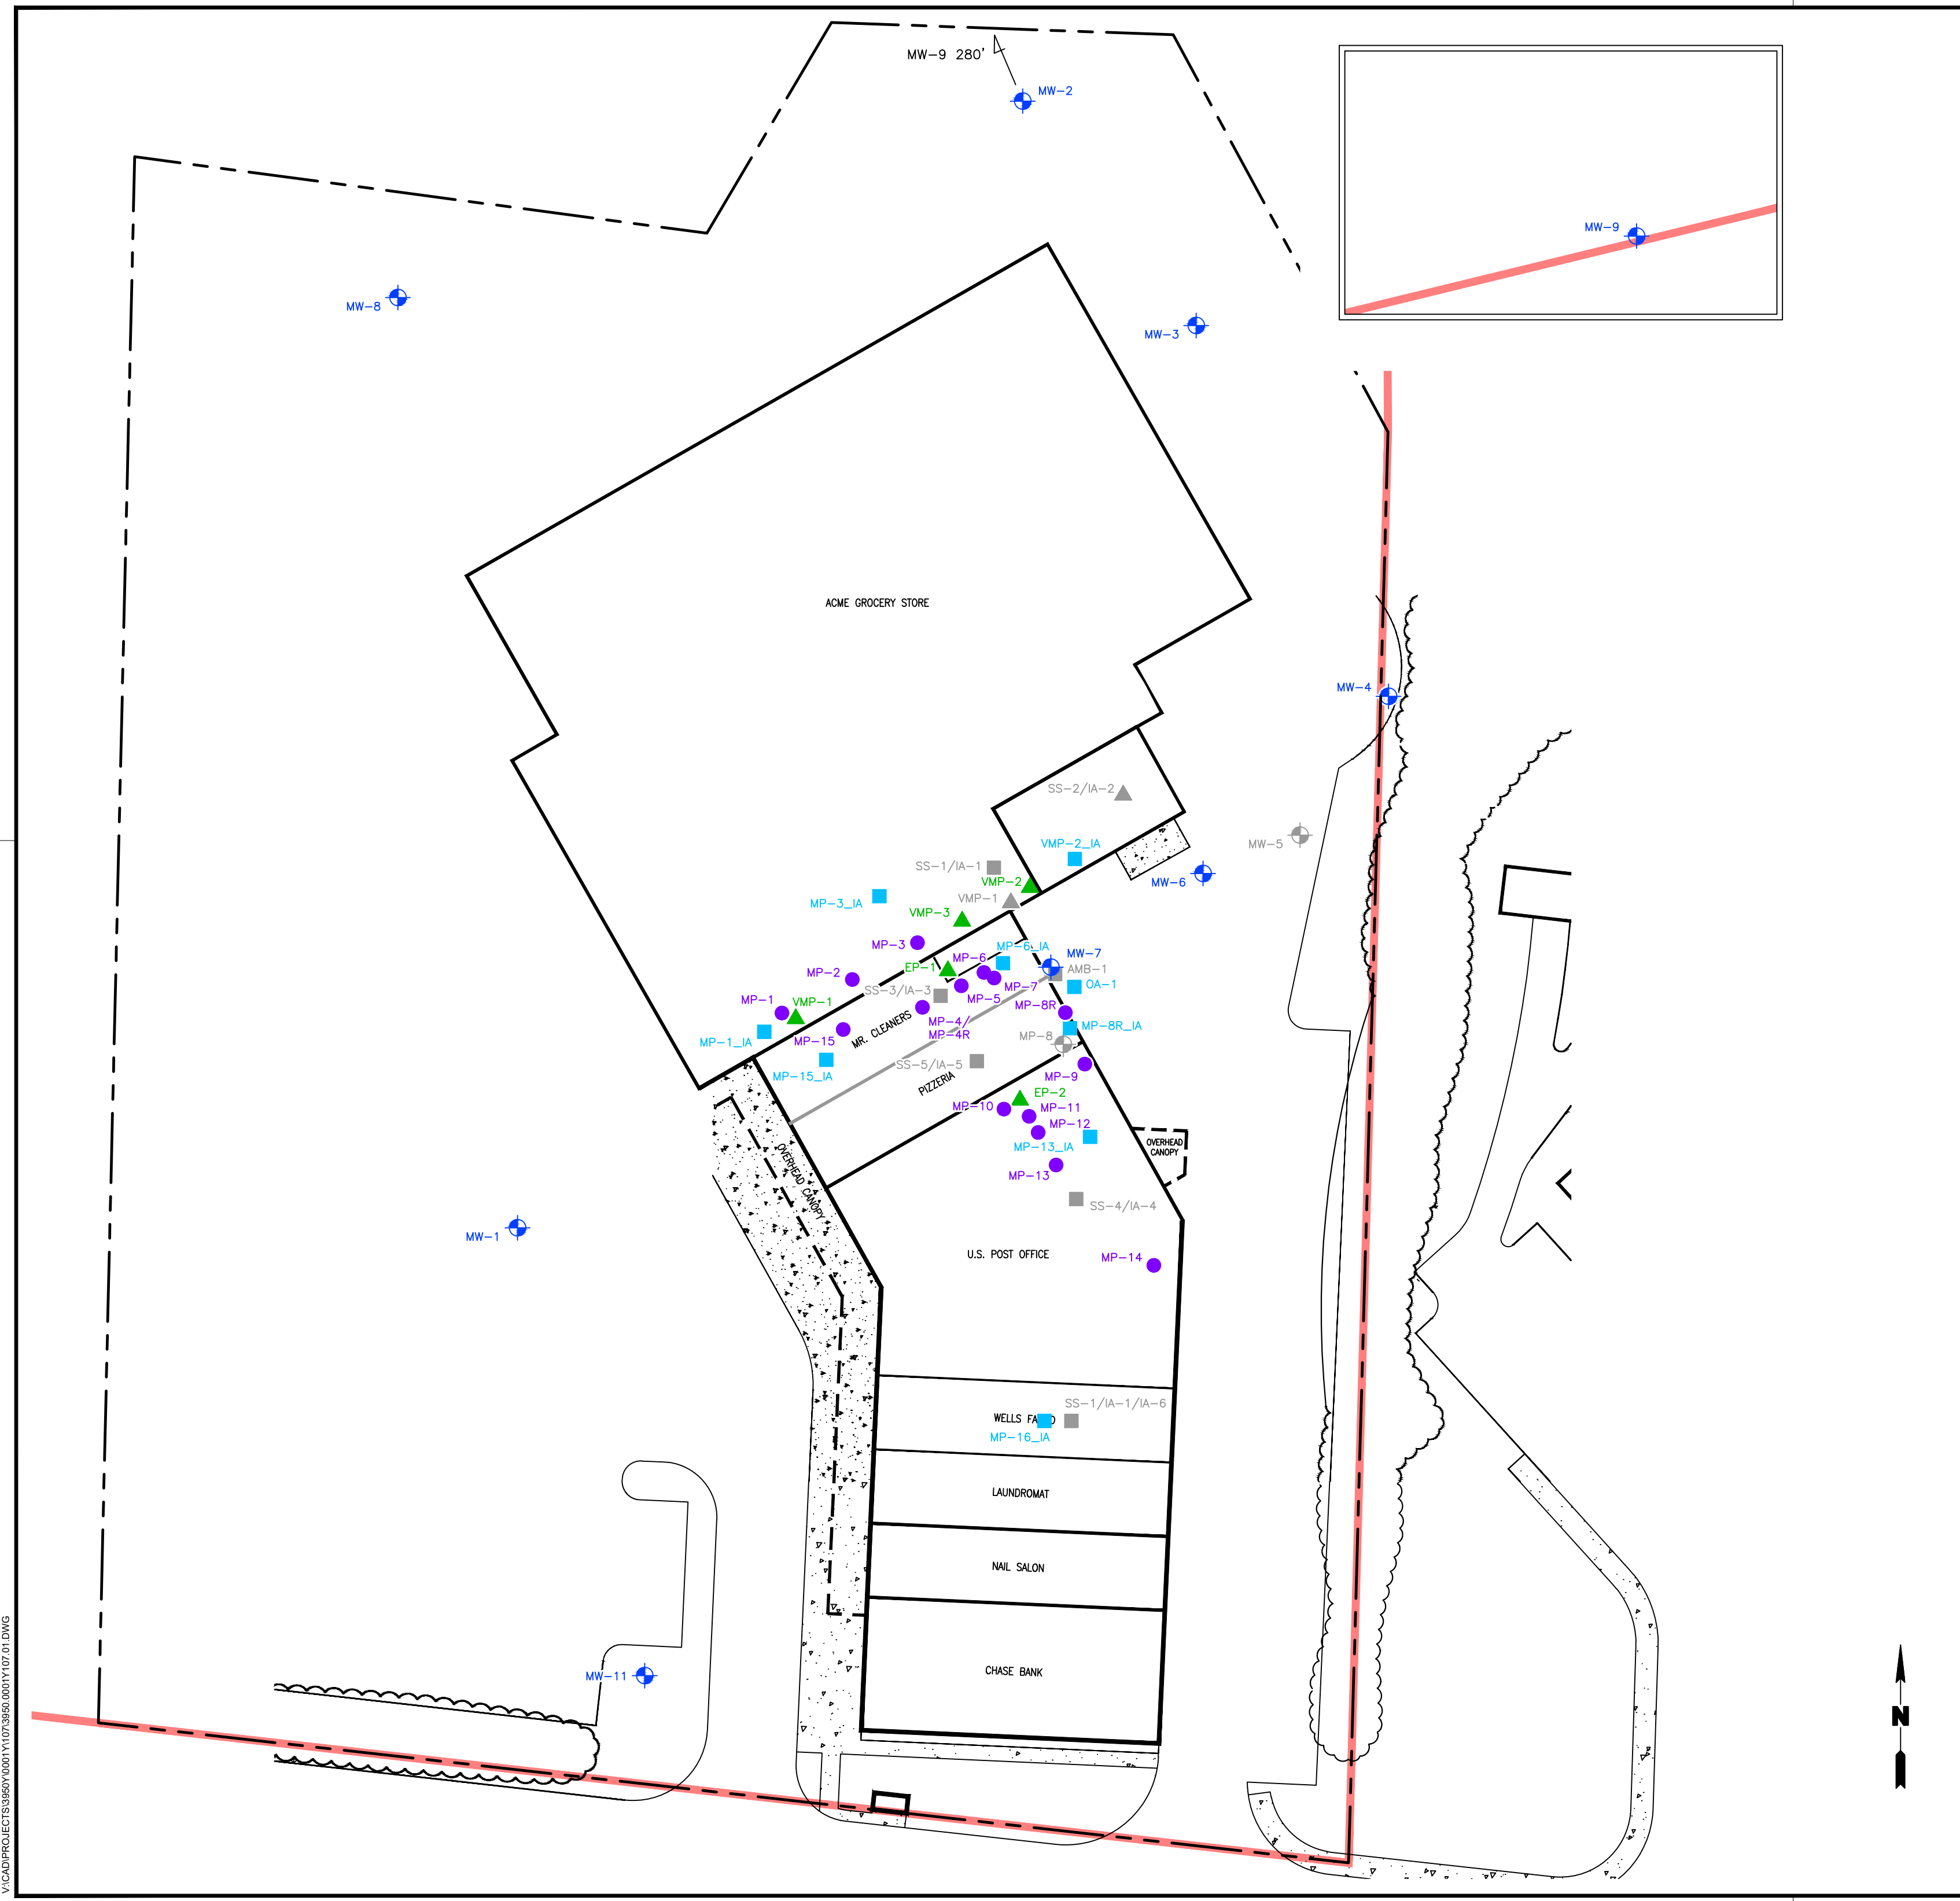 MW-9 280'
MW-2
MW-9
MW-8
MW-3
ACME GROCERY STORE
MW-4
SS-2/IA-2
MW-5
VMP-2_IA
SS-1/IA-1
VMP-2
MW-6
MP-3_IA
VMP-1
VMP-3
MP-3
MP-6_IA
MW-7
MP-6
EP-1
AMB-1
MP-2
MP-7
OA-1
SS-3/IA-3
MP-5
MP-1
VMP-1
MP-8R
MP-4/
MP-4R
MR. CLEANERS
MP-8R_IA
MP-15
MP-1_IA
MP-8
SS-5/IA-5
MP-15_IA
PIZZERIA
MP-9
EP-2
MP-10
MP-11
MP-12
MP-13_IA
OVERHEAD
CANOPY
MP-13
OVERHEAD CANOPY
SS-4/IA-4
MW-1
U.S. POST OFFICE
MP-14
SS-1/IA-1/IA-6
WELLS FARGO
MP-16_IA
LAUNDROMAT
NAIL SALON
CHASE BANK
MW-11
N
V:\CAD\PROJECTS\3950Y\0001Y\107\3950.0001Y107.01.DWG